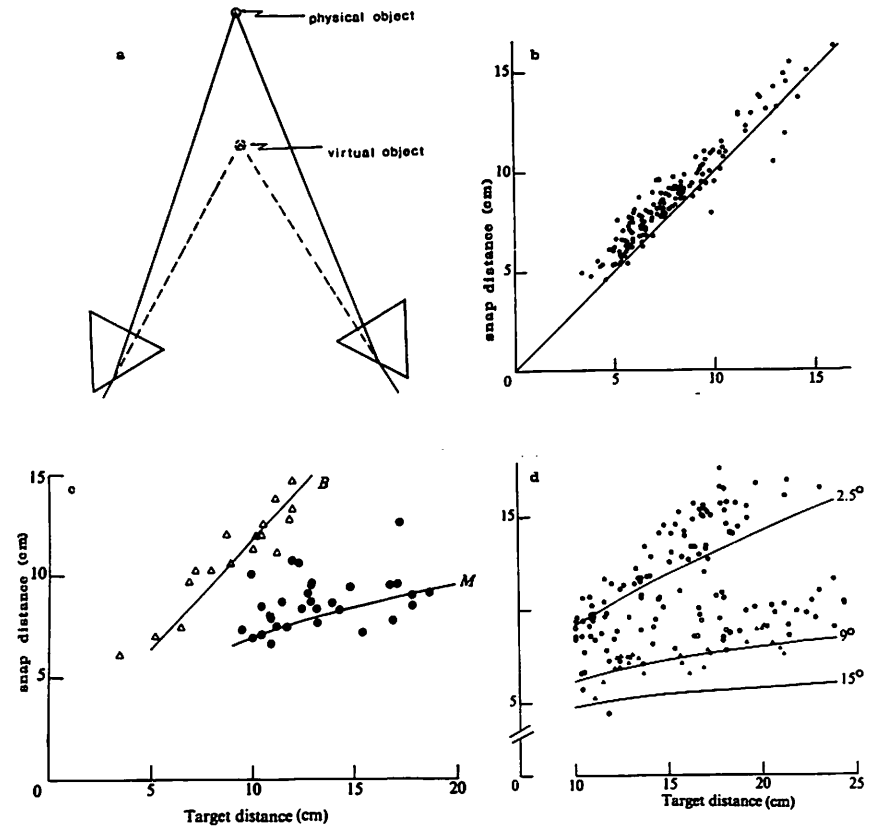 a
physical object
virtual object
b
snap distance (cm)
15
10
5
0
5
10
15
c
snap distance (cm)
15
10
5
0
5
10
15
20
B
M
Target distance (cm)
d
15
5
0
10
15
20
25
2.5°
9°
15°
Target distance (cm)